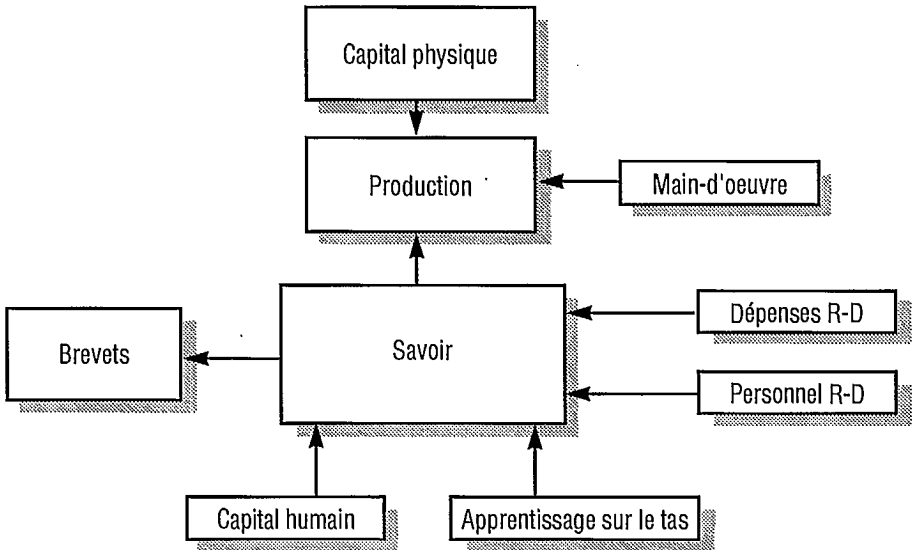 Capital physique
Production
Main-d'oeuvre
Dépenses R-D
Brevets
Savoir
Personnel R-D
Capital humain
Apprentissage sur le tas